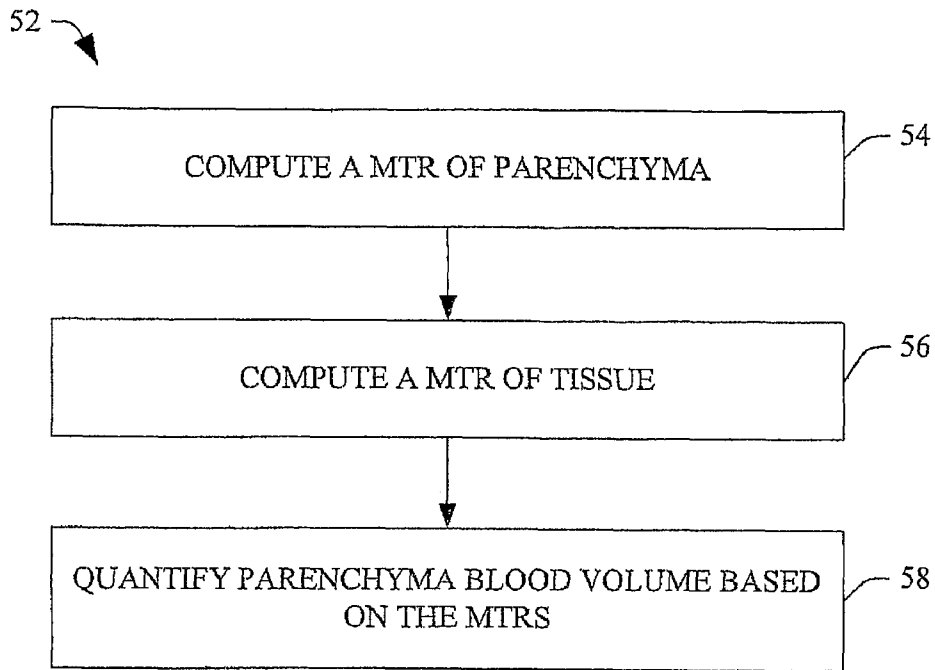 52
COMPUTE A MTR OF PARENCHYMA
54
COMPUTE A MTR OF TISSUE
56
QUANTIFY PARENCHYMA BLOOD VOLUME BASED
ON THE MTRS
58